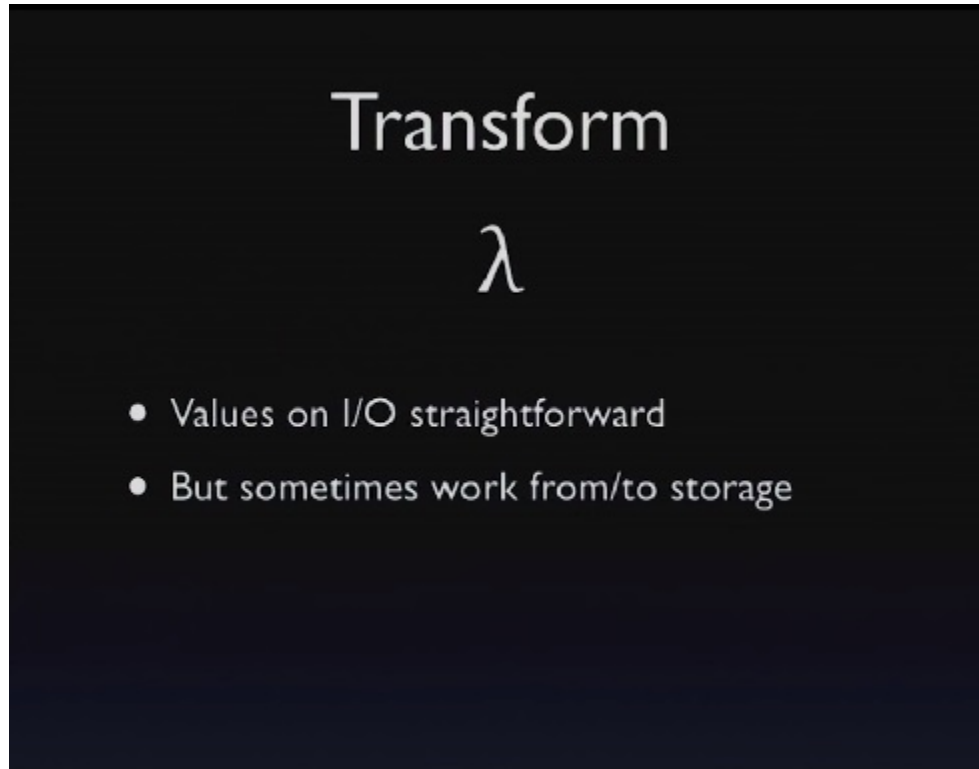 Transform
λ
• Values on I/O straightforward
• But sometimes work from/to storage